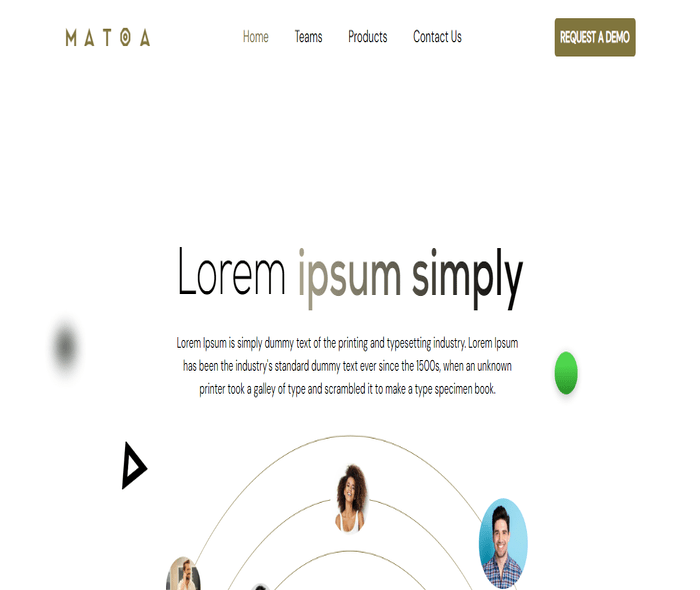 MATOA
Home Teams Products Contact Us
REQUEST A DEMO
Lorem ipsum simply
Lorem Ipsum is simply dummy text of the printing and typesetting industry. Lorem Ipsum
has been the industry's standard dummy text ever since the 1500s, when an unknown
printer took a galley of type and scrambled it to make a type specimen book.